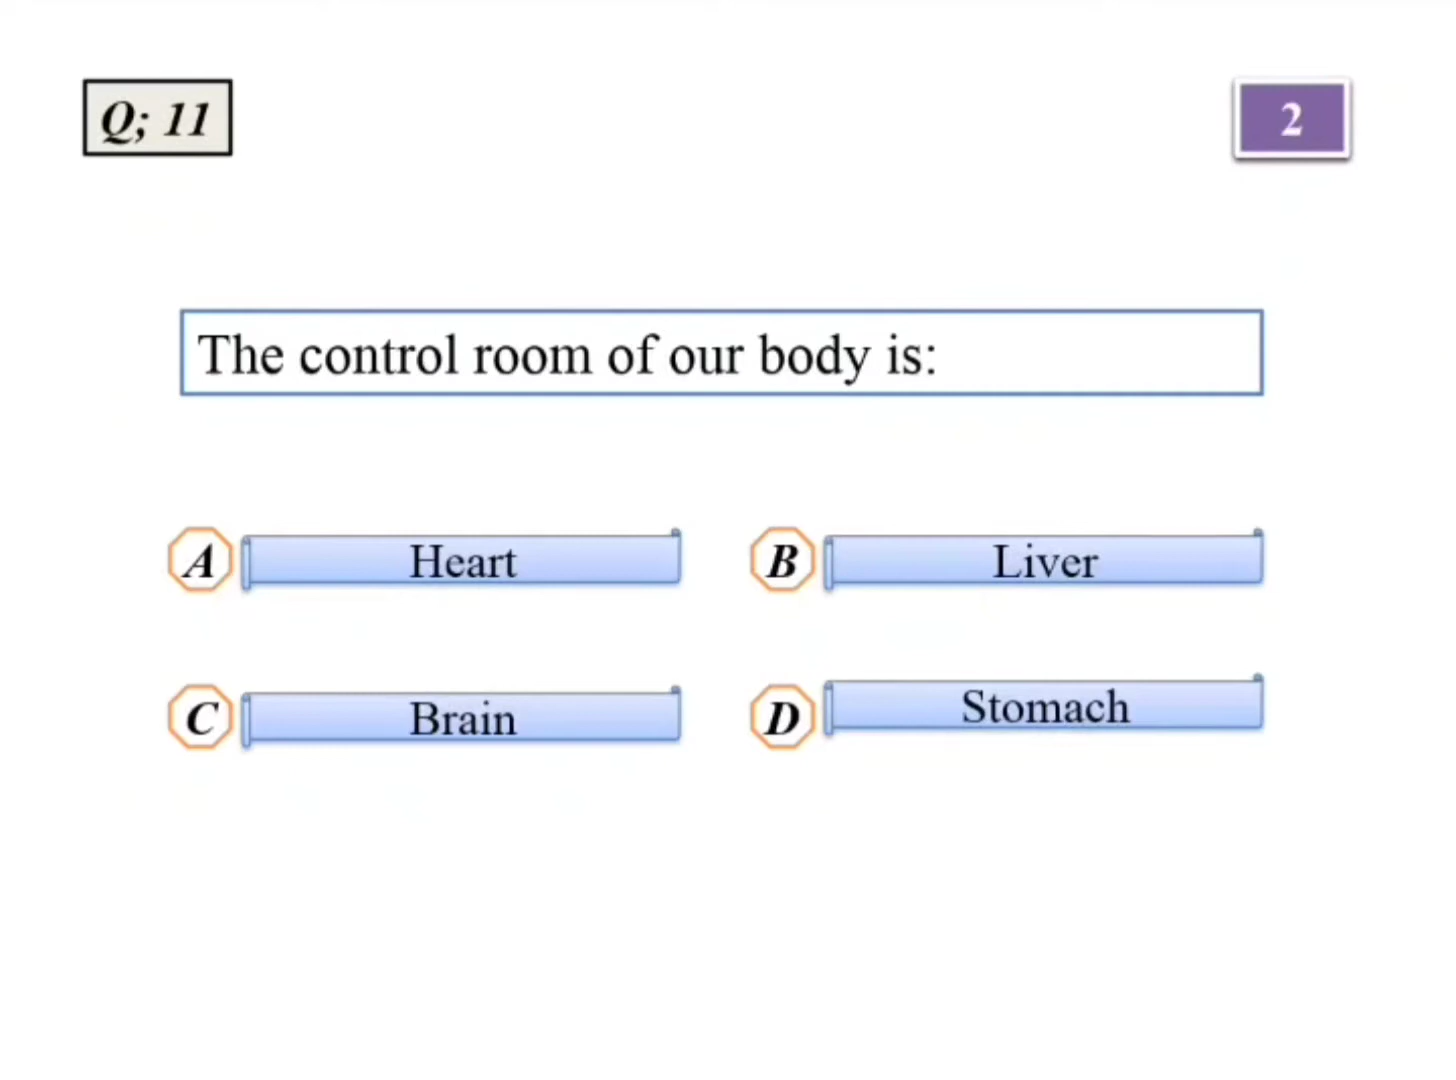 Q; 11
2
The control room of our body is:
A Heart
B Liver
C Brain
D Stomach